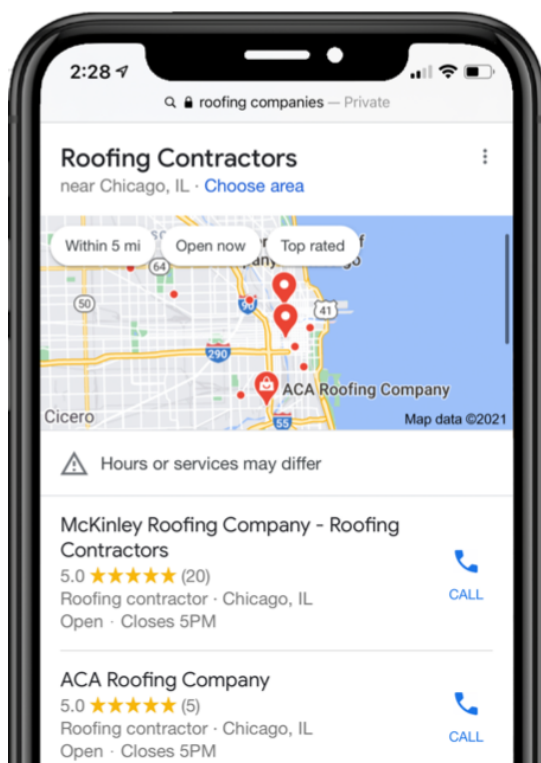 2:28
roofing companies — Private
Roofing Contractors
near Chicago, IL · Choose area
Within 5 mi
Open now
Top rated
64
50
90
41
290
ACA Roofing Company
Cicero
55
Map data ©2021
Hours or services may differ
McKinley Roofing Company - Roofing
Contractors
5.0 ★★★★★ (20)
Roofing contractor · Chicago, IL
Open · Closes 5PM
CALL
ACA Roofing Company
5.0 ★★★★★ (5)
Roofing contractor · Chicago, IL
Open · Closes 5PM
CALL